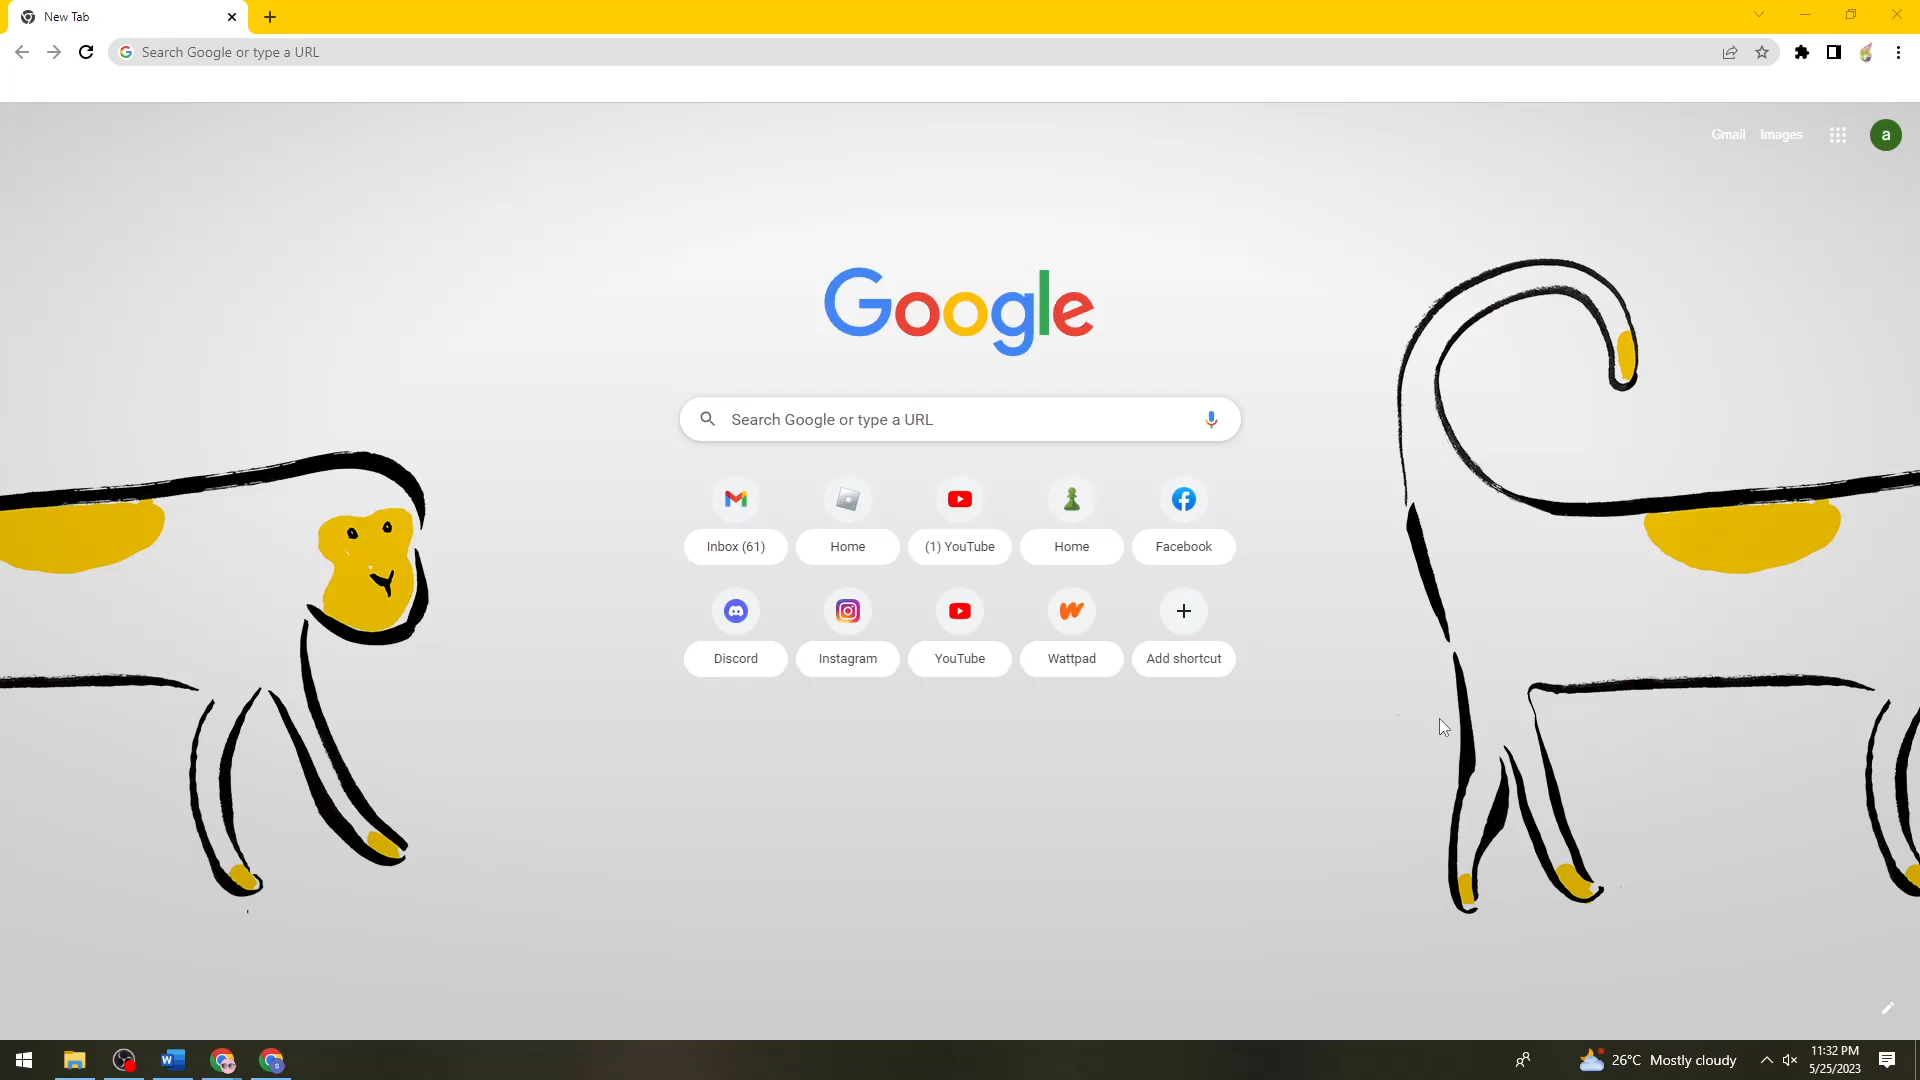 New Tab
Search Google or type a URL
Gmail Images a
Google
Search Google or type a URL
Inbox (61) Home (1) YouTube Home Facebook
Discord Instagram YouTube Wattpad Add shortcut
26°C Mostly cloudy
11:32 PM
5/25/2023